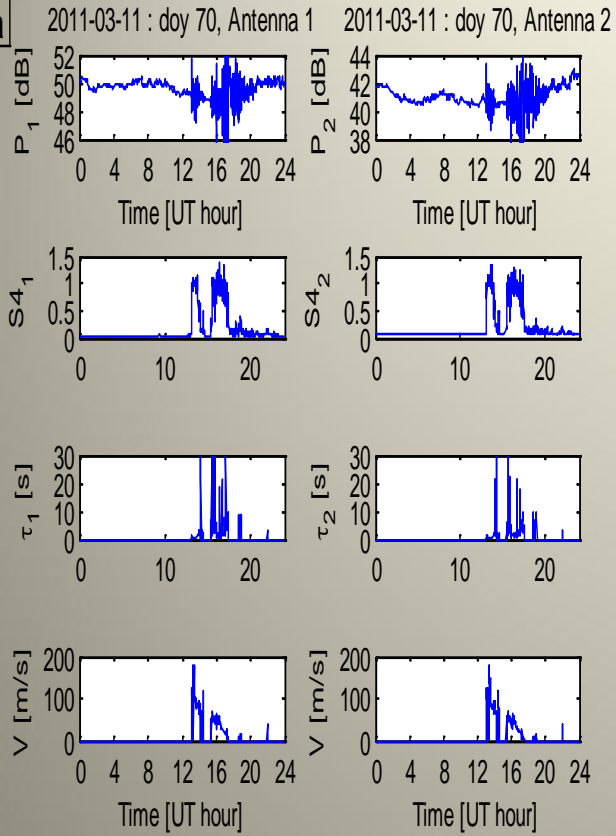 2011-03-11 : doy 70, Antenna 1
2011-03-11 : doy 70, Antenna 2
P1 [dB]
52
50
48
46
0 4 8 12 16 20 24
Time [UT hour]
P2 [dB]
44
42
40
38
0 4 8 12 16 20 24
Time [UT hour]
S41
1.5
1
0.5
0
0 10 20
S42
1.5
1
0.5
0
0 10 20
τ1 [s]
30
20
10
0
0 10 20
τ2 [s]
30
20
10
0
0 10 20
V [m/s]
200
100
0
0 4 8 12 16 20 24
Time [UT hour]
V [m/s]
200
100
0
0 4 8 12 16 20 24
Time [UT hour]